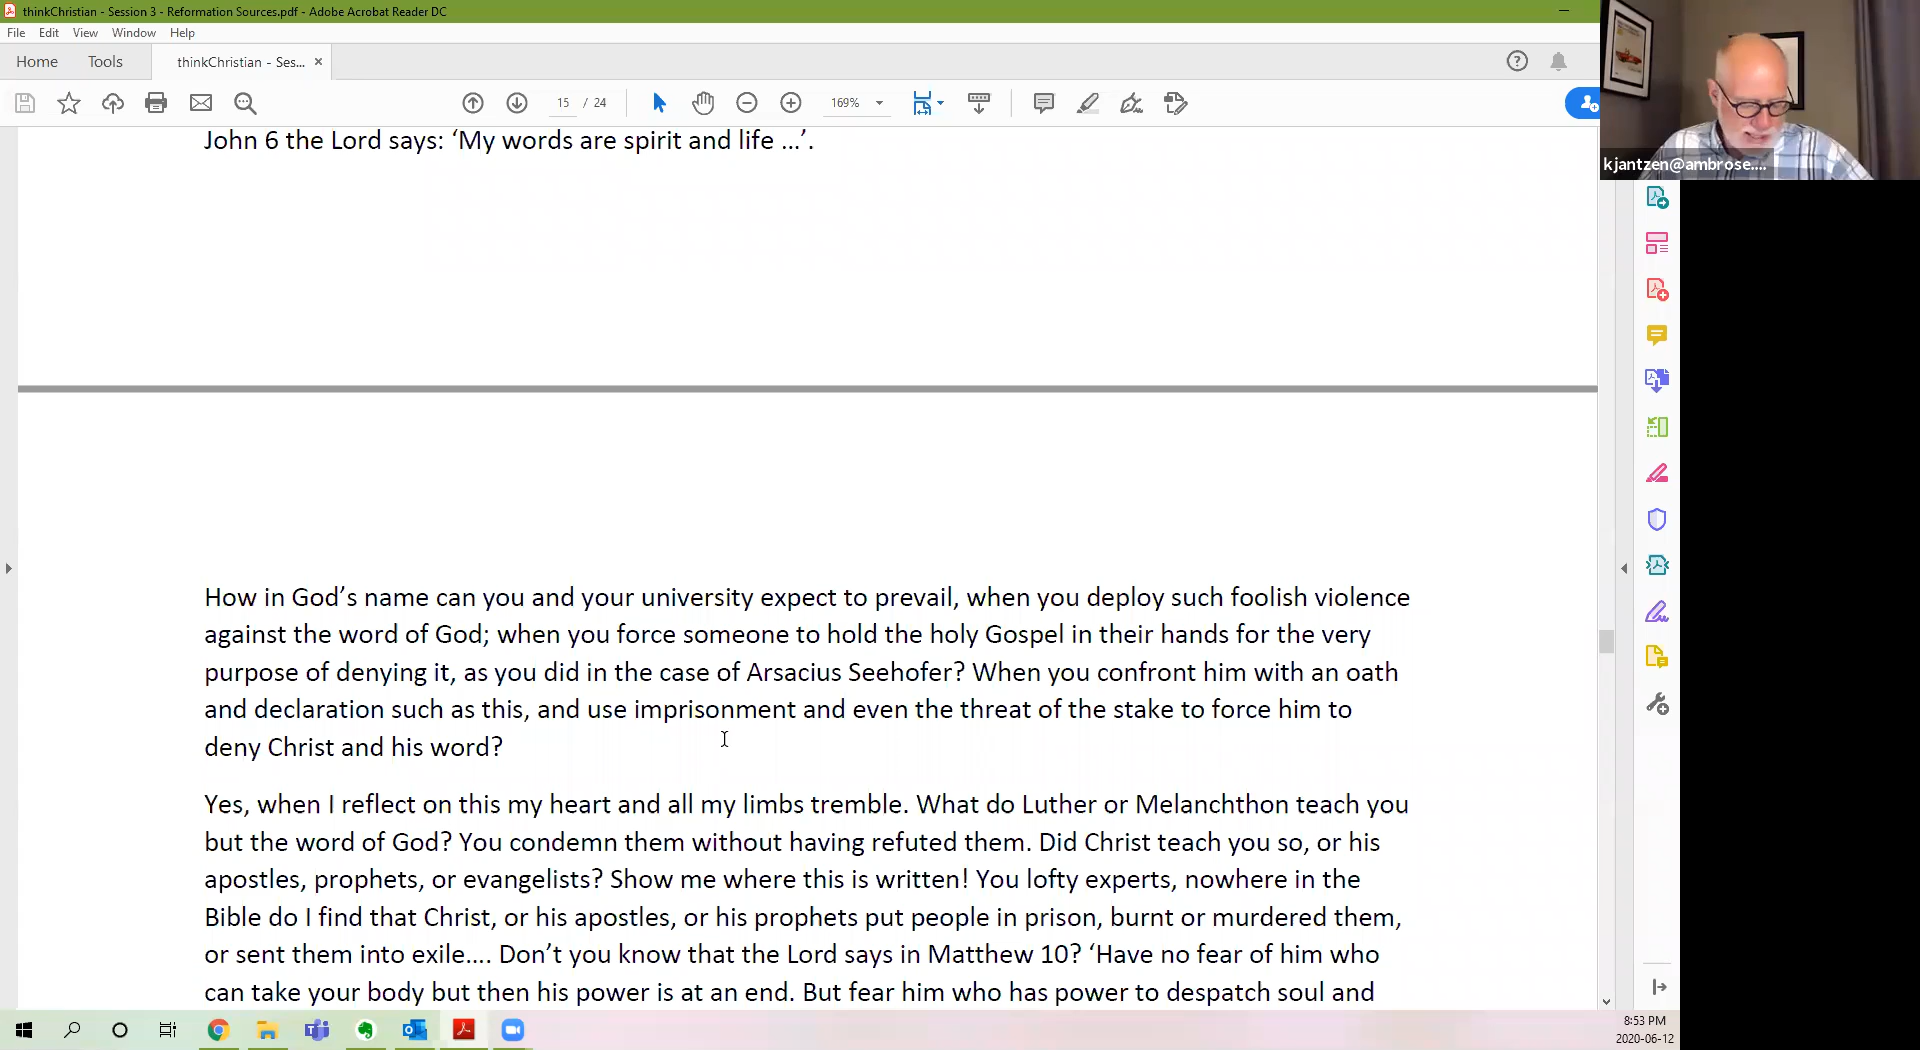 thinkChristian - Session 3 - Reformation Sources.pdf - Adobe Acrobat Reader DC
File Edit View Window Help
Home Tools thinkChristian - Ses... ×
15 / 24 169%
kjantzen@ambrose....
John 6 the Lord says: ‘My words are spirit and life …’.
How in God’s name can you and your university expect to prevail, when you deploy such foolish violence
against the word of God; when you force someone to hold the holy Gospel in their hands for the very
purpose of denying it, as you did in the case of Arsacius Seehofer? When you confront him with an oath
and declaration such as this, and use imprisonment and even the threat of the stake to force him to
deny Christ and his word?
Yes, when I reflect on this my heart and all my limbs tremble. What do Luther or Melanchthon teach you
but the word of God? You condemn them without having refuted them. Did Christ teach you so, or his
apostles, prophets, or evangelists? Show me where this is written! You lofty experts, nowhere in the
Bible do I find that Christ, or his apostles, or his prophets put people in prison, burnt or murdered them,
or sent them into exile…. Don’t you know that the Lord says in Matthew 10? ‘Have no fear of him who
can take your body but then his power is at an end. But fear him who has power to despatch soul and
8:53 PM
2020-06-12